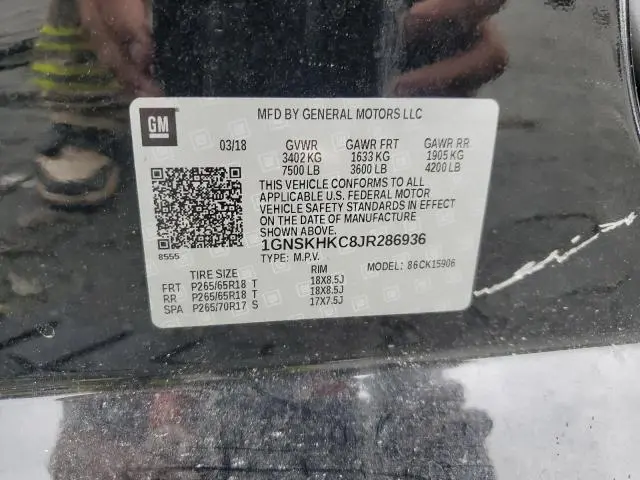 GM
MFD BY GENERAL MOTORS LLC
03/18 GVWR GAWR FRT GAWR RR
3402 KG 1633 KG 1905 KG
7500 LB 3600 LB 4200 LB
THIS VEHICLE CONFORMS TO ALL
APPLICABLE U.S. FEDERAL MOTOR
VEHICLE SAFETY STANDARDS IN EFFECT
ON THE DATE OF MANUFACTURE
SHOWN ABOVE.
8555 1GNSKHKC8JR286936
TYPE: M.P.V. MODEL: 86CK15906
TIRE SIZE RIM
FRT P265/65R18 T 18X8.5J
RR P265/65R18 T 18X8.5J
SPA P265/70R17 S 17X7.5J